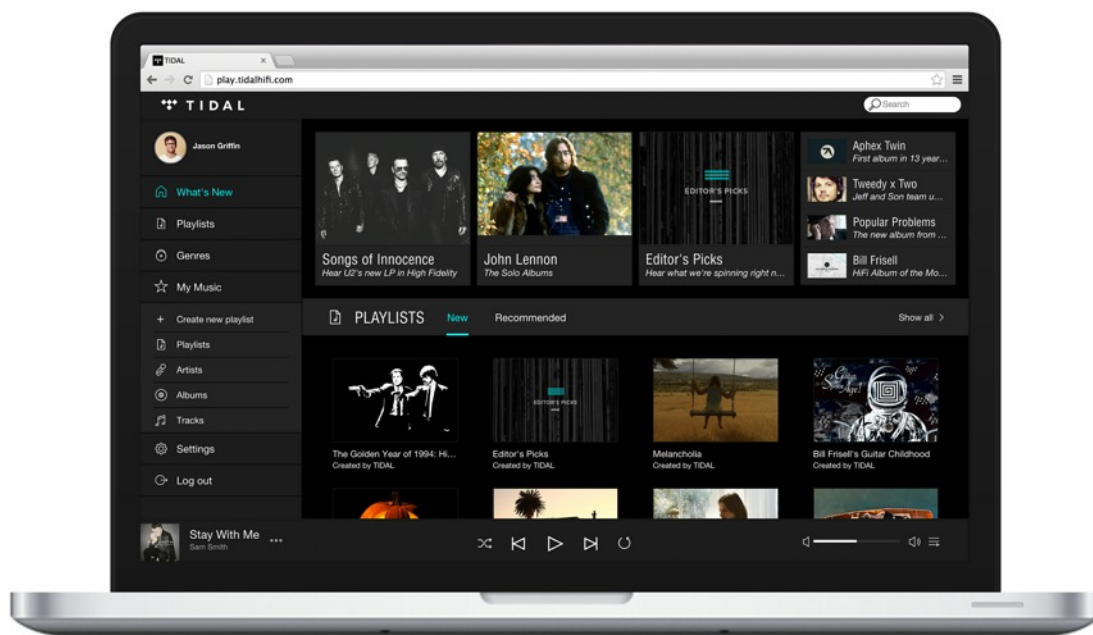 TIDAL
play.tidalhifi.com
TIDAL
Search
Jason Griffin
What's New
Playlists
Genres
My Music
Create new playlist
Playlists
Artists
Albums
Tracks
Settings
Log out
Songs of Innocence
Hear U2's new LP in High Fidelity
John Lennon
The Solo Albums
EDITOR'S PICKS
Editor's Picks
Hear what we're spinning right n...
Aphex Twin
First album in 13 year...
Tweedy x Two
Jeff and Son team u...
Popular Problems
The new album from ...
Bill Frisell
HiFi Album of the Mo...
PLAYLISTS New Recommended Show all
EDITOR'S PICKS
The Golden Year of 1994: Hi...
Created by TIDAL
Editor's Picks
Created by TIDAL
Melancholia
Created by TIDAL
Bill Frisell's Guitar Childhood
Created by TIDAL
Stay With Me
Sam Smith